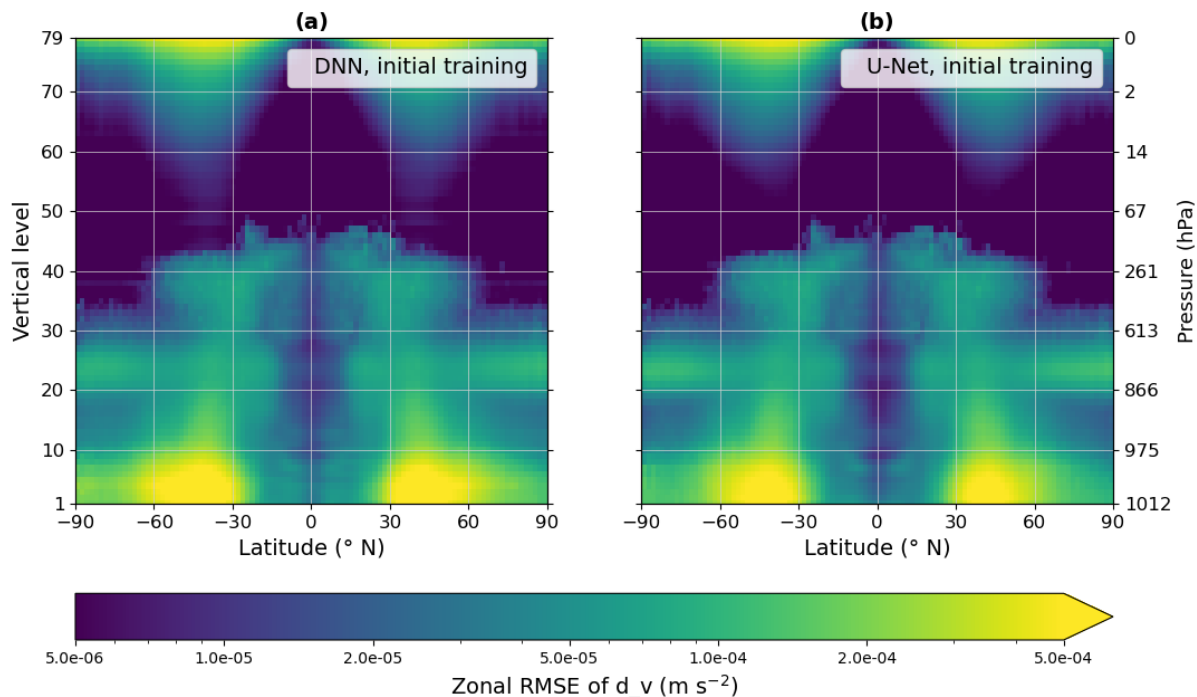 (a)
(b)
DNN, initial training
U-Net, initial training
Vertical level
79
70
60
50
40
30
20
10
1
0
2
14
67
261
613
866
975
1012
Pressure (hPa)
−90 −60 −30 0 30 60 90
−90 −60 −30 0 30 60 90
Latitude (° N)
Latitude (° N)
5.0e-06 1.0e-05 2.0e-05 5.0e-05 1.0e-04 2.0e-04 5.0e-04
Zonal RMSE of d_v (m s⁻²)